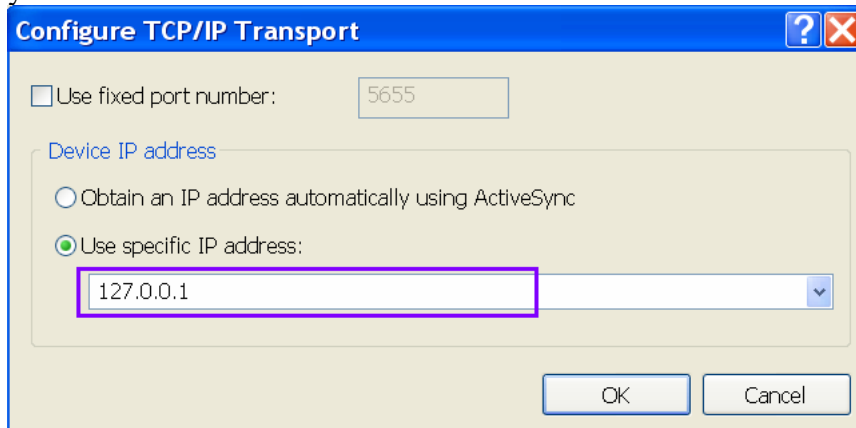 Configure TCP/IP Transport
Use fixed port number: 5655
Device IP address
Obtain an IP address automatically using ActiveSync
Use specific IP address:
127.0.0.1
OK Cancel